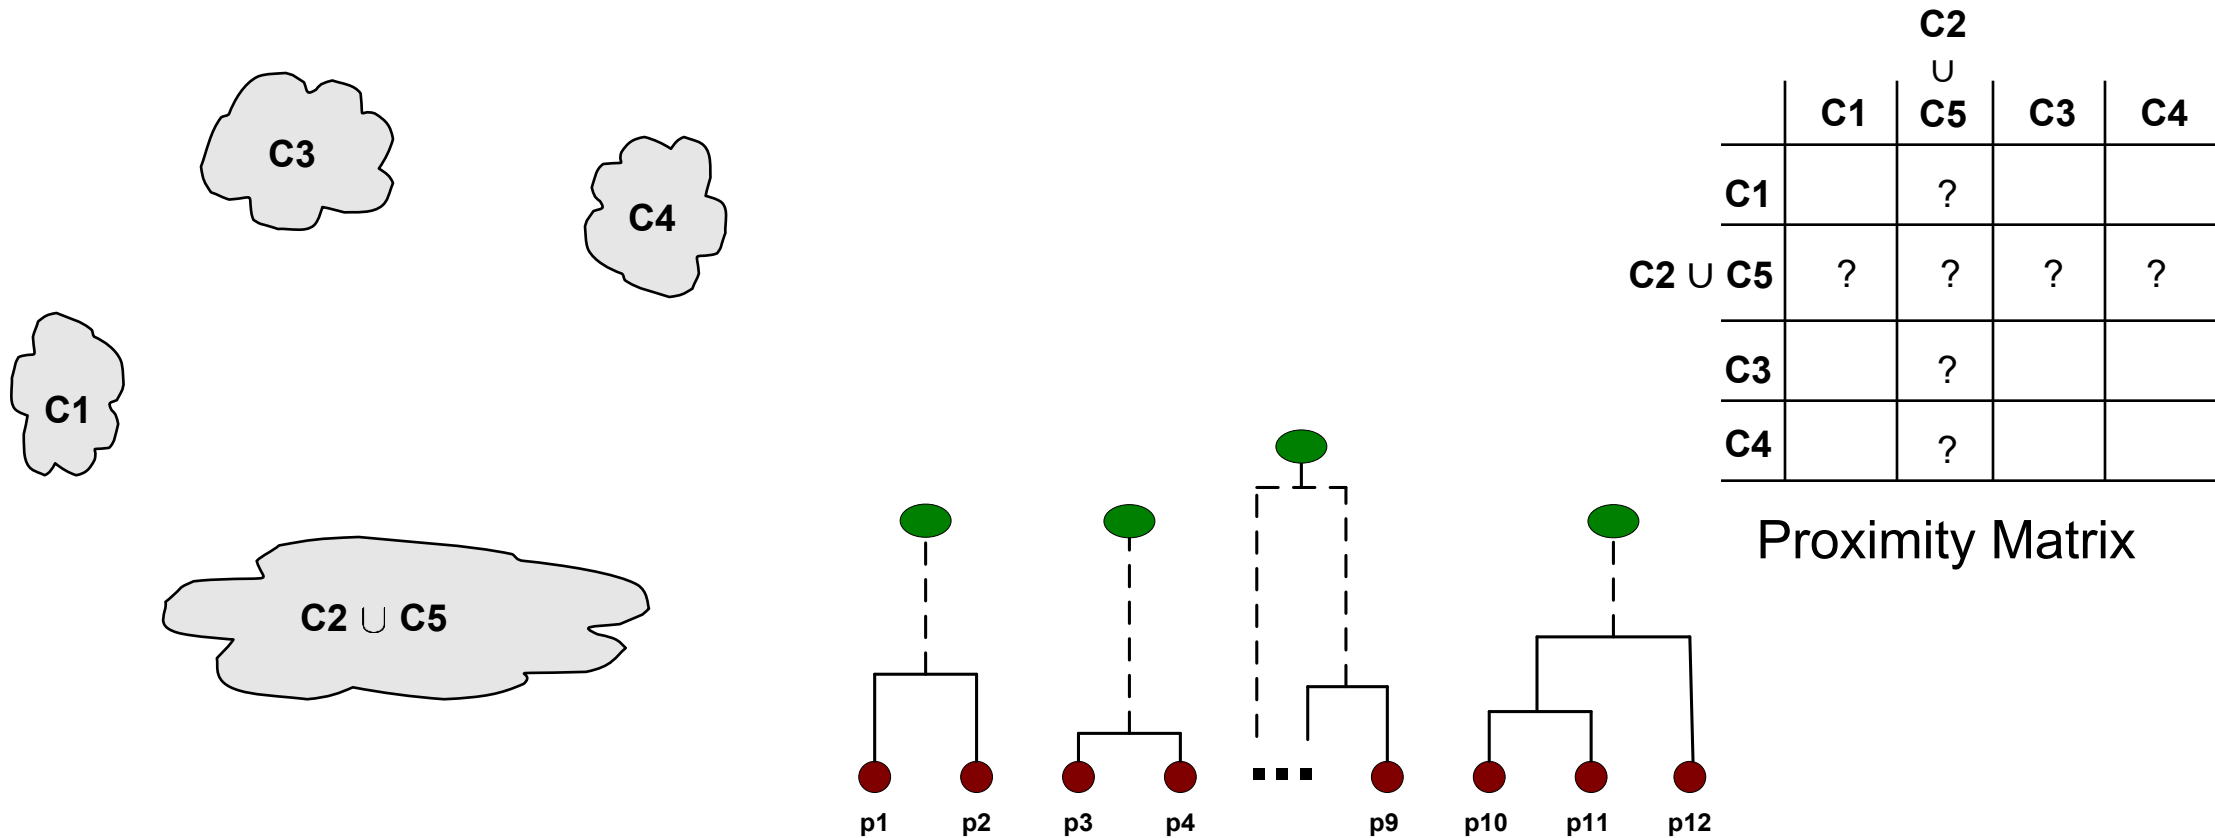 C2
∪
C1 C5 C3 C4
C1 ?
C2 ∪ C5 ? ? ? ?
C3 ?
C4 ?
Proximity Matrix
C3
C4
C1
C2 ∪ C5
...
p1 p2 p3 p4 p9 p10 p11 p12